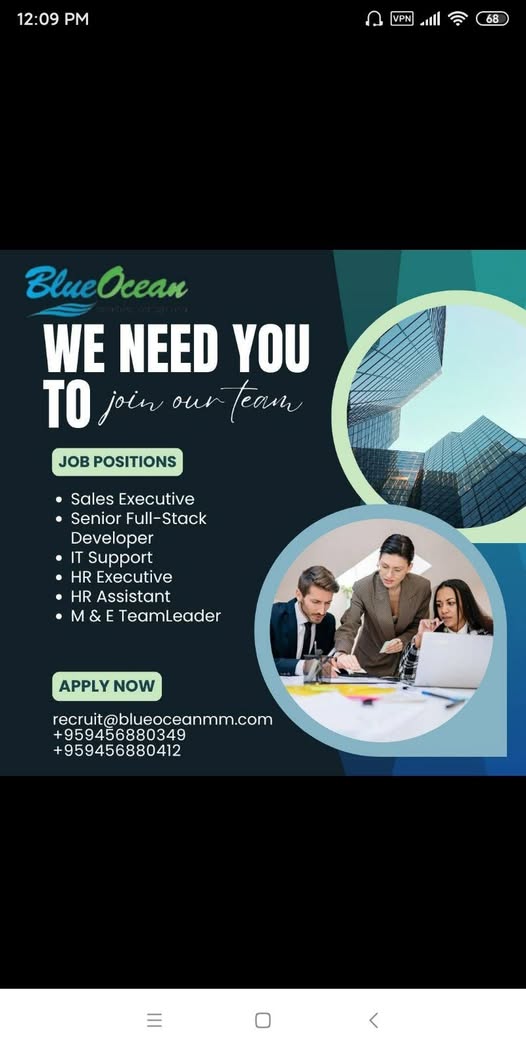 12:09 PM
VPN
68
BlueOcean
WE NEED YOU
TO join our team
JOB POSITIONS
• Sales Executive
• Senior Full-Stack
Developer
• IT Support
• HR Executive
• HR Assistant
• M & E TeamLeader
APPLY NOW
recruit@blueoceanmm.com
+959456880349
+959456880412